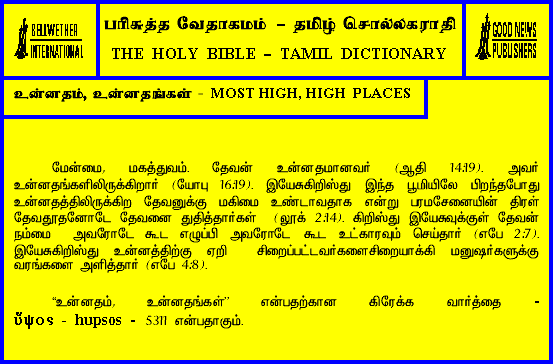 BELLWETHER
INTERNATIONAL
பரிசுத்த வேதாகமம் – தமிழ் சொல்லகராதி
THE HOLY BIBLE – TAMIL DICTIONARY
GOOD NEWS
PUBLISHERS
உன்னதம், உன்னதங்கள் - MOST HIGH, HIGH PLACES
மேன்மை, மகத்துவம். தேவன் உன்னதமானவர் (ஆதி 14:19). அவர்
உன்னதங்களிலிருக்கிறார் (யோபு 16:19). இயேசுகிறிஸ்து இந்த பூமியிலே பிறந்தபோது
உன்னதத்திலிருக்கிற தேவனுக்கு மகிமை உண்டாவதாக என்று பரமசேனையின் திரள்
தேவதூதனோடே தேவனை துதித்தார்கள் (லூக் 2:14). கிறிஸ்து இயேசுவுக்குள் தேவன்
நம்மை அவரோடே கூட எழுப்பி அவரோடே கூட உட்காரவும் செய்தார் (எபே 2:7).
இயேசுகிறிஸ்து உன்னத்திற்கு ஏறி சிறைப்பட்டவர்களைசிறையாக்கி மனுஷர்களுக்கு
வரங்களை அளித்தார் (எபே 4:8).
“உன்னதம், உன்னதங்கள்” என்பதற்கான கிரேக்க வார்த்தை -
ὕψος - hupsos - 5311 என்பதாகும்.